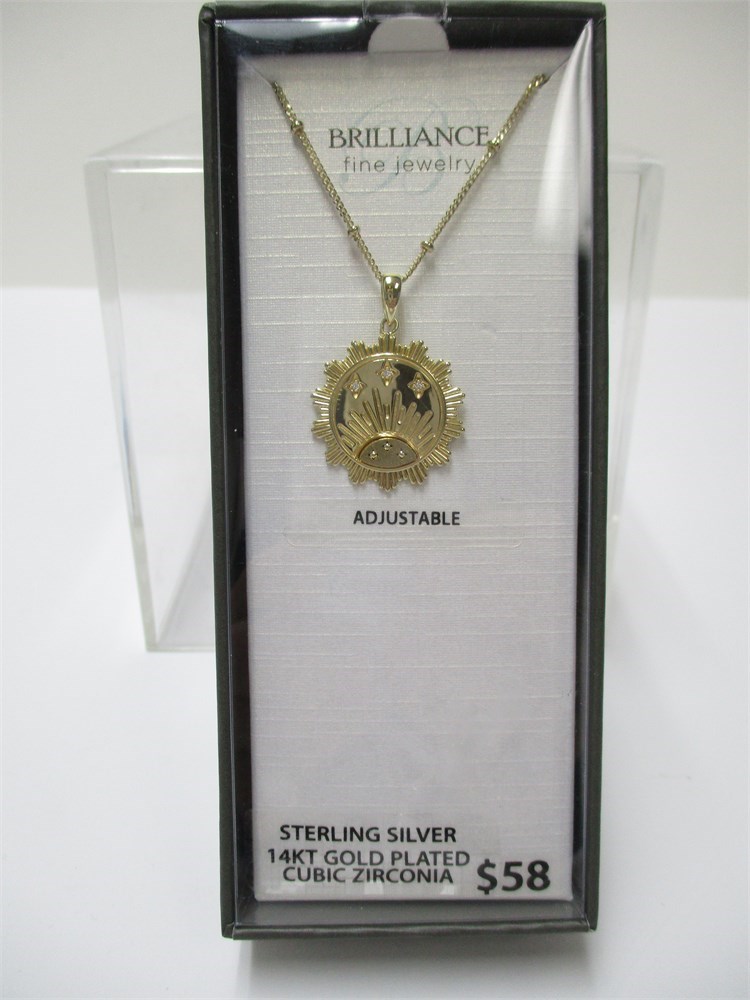 BRILLIANCE
fine jewelry
ADJUSTABLE
STERLING SILVER
14KT GOLD PLATED
CUBIC ZIRCONIA
$58